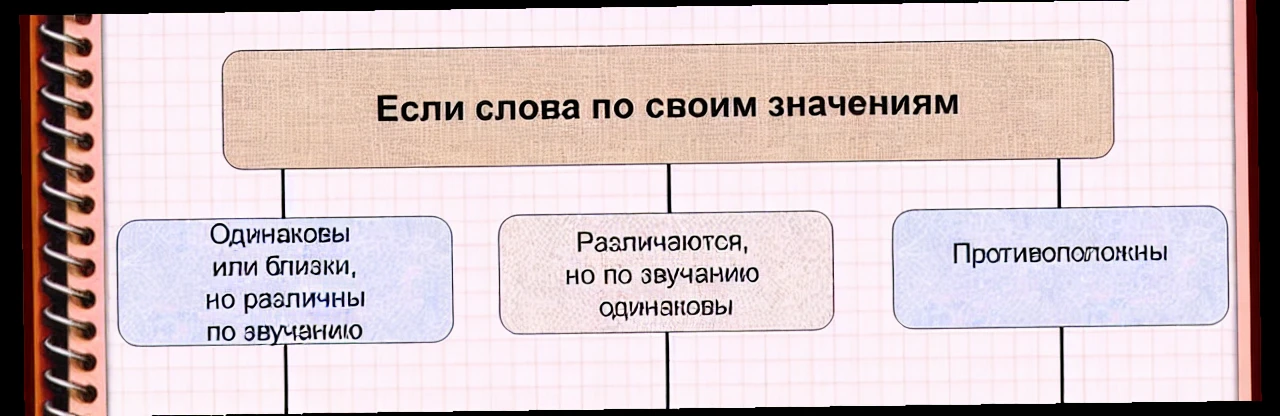 Если слова по своим значениям
Одинаковы
или близки,
но различны
по звучанию
Различаются,
но по звучанию
одинаковы
Противоположны